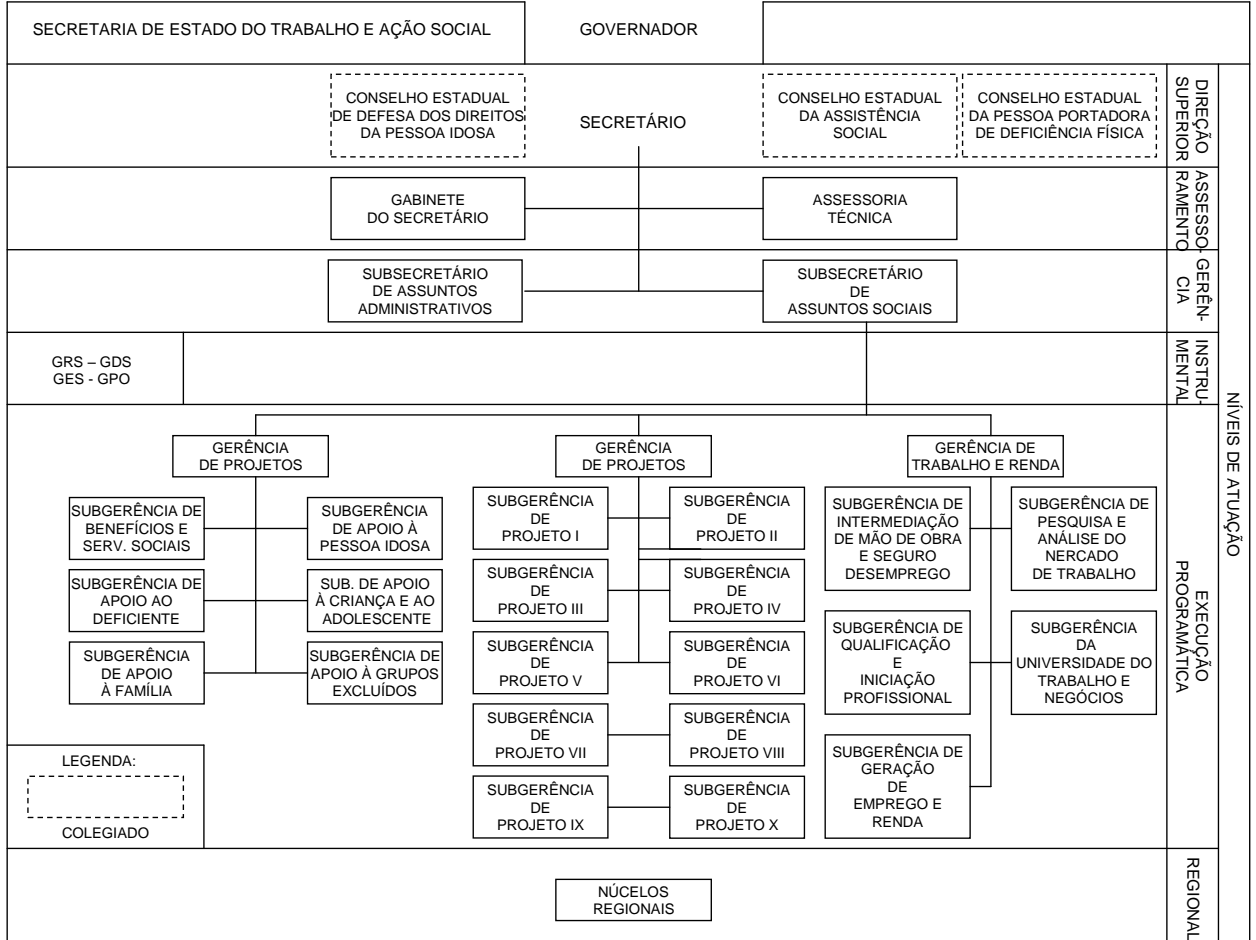 SECRETARIA DE ESTADO DO TRABALHO E AÇÃO SOCIAL
GOVERNADOR
CONSELHO ESTADUAL
DE DEFESA DOS DIREITOS
DA PESSOA IDOSA
SECRETÁRIO
CONSELHO ESTADUAL
DA ASSISTÊNCIA
SOCIAL
CONSELHO ESTADUAL
DA PESSOA PORTADORA
DE DEFICIÊNCIA FÍSICA
DIREÇÃO
SUPERIOR
GABINETE
DO SECRETÁRIO
ASSESSORIA
TÉCNICA
ASSESSO-
RAMENTO
SUBSECRETÁRIO
DE ASSUNTOS
ADMINISTRATIVOS
SUBSECRETÁRIO
DE
ASSUNTOS SOCIAIS
GERÊN-
CIA
GRS – GDS
GES - GPO
INSTRU-
MENTAL
NÍVEIS DE ATUAÇÃO
GERÊNCIA
DE PROJETOS
SUBGERÊNCIA DE
BENEFÍCIOS E
SERV. SOCIAIS
SUBGERÊNCIA
DE APOIO À
PESSOA IDOSA
SUBGERÊNCIA DE
APOIO AO
DEFICIENTE
SUB. DE APOIO
À CRIANÇA E AO
ADOLESCENTE
SUBGERÊNCIA
DE APOIO
À FAMÍLIA
SUBGERÊNCIA DE
APOIO À GRUPOS
EXCLUÍDOS
GERÊNCIA
DE PROJETOS
SUBGERÊNCIA
DE
PROJETO I
SUBGERÊNCIA
DE
PROJETO II
SUBGERÊNCIA
DE
PROJETO III
SUBGERÊNCIA
DE
PROJETO IV
SUBGERÊNCIA
DE
PROJETO V
SUBGERÊNCIA
DE
PROJETO VI
SUBGERÊNCIA
DE
PROJETO VII
SUBGERÊNCIA
DE
PROJETO VIII
SUBGERÊNCIA
DE
PROJETO IX
SUBGERÊNCIA
DE
PROJETO X
GERÊNCIA DE
TRABALHO E RENDA
SUBGERÊNCIA DE
INTERMEDIAÇÃO
DE MÃO DE OBRA
E SEGURO
DESEMPREGO
SUBGERÊNCIA DE
PESQUISA E
ANÁLISE DO
NERCADO
DE TRABALHO
SUBGERÊNCIA DE
QUALIFICAÇÃO
E
INICIAÇÃO
PROFISSIONAL
SUBGERÊNCIA
DA
UNIVERSIDADE DO
TRABALHO E
NEGÓCIOS
SUBGERÊNCIA DE
GERAÇÃO
DE
EMPREGO E
RENDA
EXECUÇÃO
PROGRAMÁTICA
LEGENDA:
COLEGIADO
NÚCELOS
REGIONAIS
REGIONAL